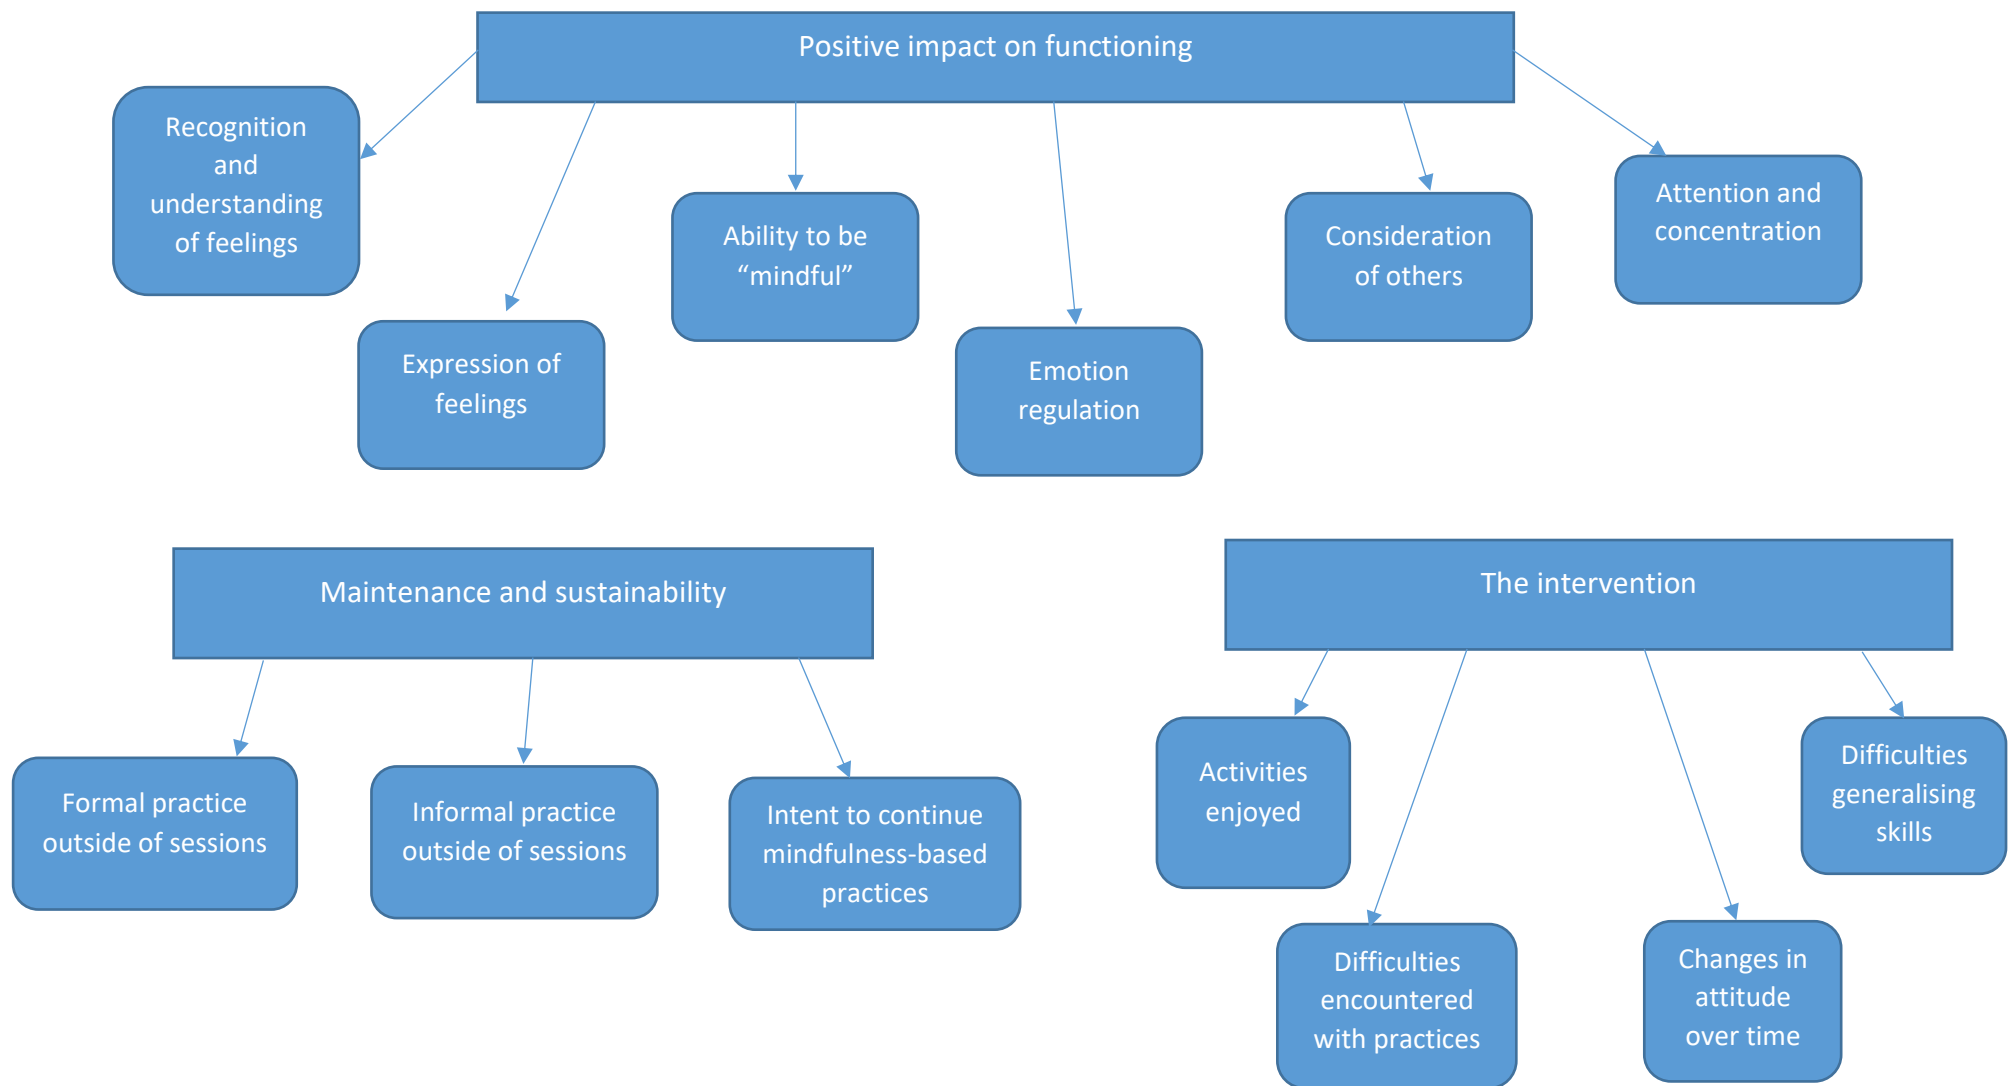 Positive impact on functioning
Recognition
and
understanding
of feelings
Expression of
feelings
Ability to be
“mindful”
Emotion
regulation
Consideration
of others
Attention and
concentration
Maintenance and sustainability
Formal practice
outside of sessions
Informal practice
outside of sessions
Intent to continue
mindfulness-based
practices
The intervention
Activities
enjoyed
Difficulties
encountered
with practices
Changes in
attitude
over time
Difficulties
generalising
skills